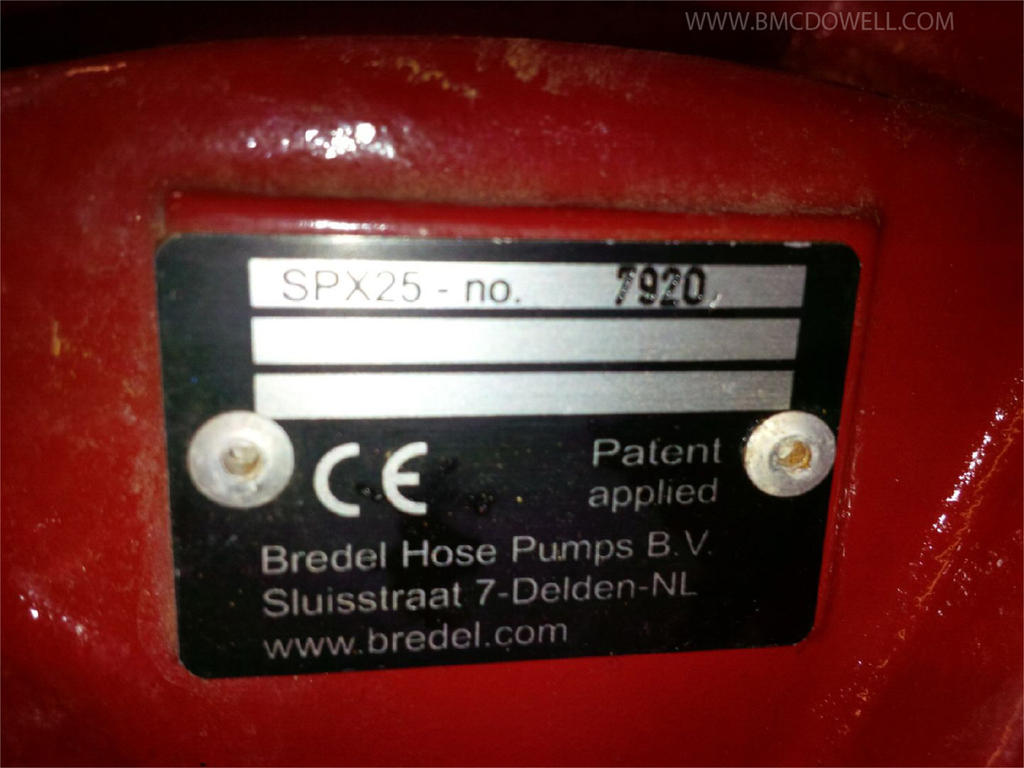 WWW.BMCDOWELL.COM
SPX25 - no. 7920
CE
Patent
applied
Bredel Hose Pumps B.V.
Sluisstraat 7-Delden-NL
www.bredel.com